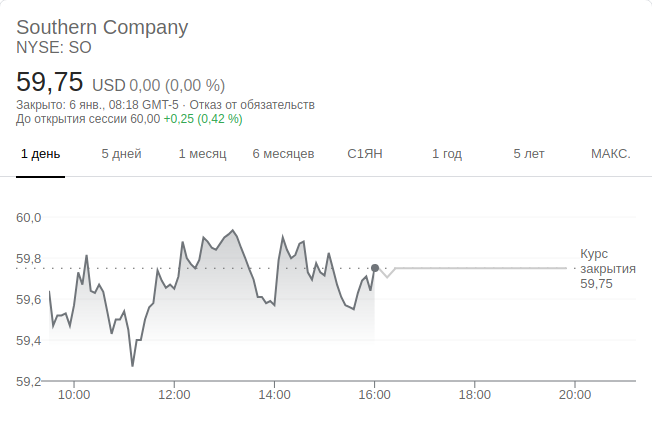 Southern Company
NYSE: SO
59,75 USD 0,00 (0,00 %)
Закрыто: 6 янв., 08:18 GMT-5 · Отказ от обязательств
До открытия сессии 60,00 +0,25 (0,42 %)
1 день 5 дней 1 месяц 6 месяцев С1ЯН 1 год 5 лет МАКС.
60,0
59,8
59,6
59,4
59,2
Курс
закрытия
59,75
10:00 12:00 14:00 16:00 18:00 20:00